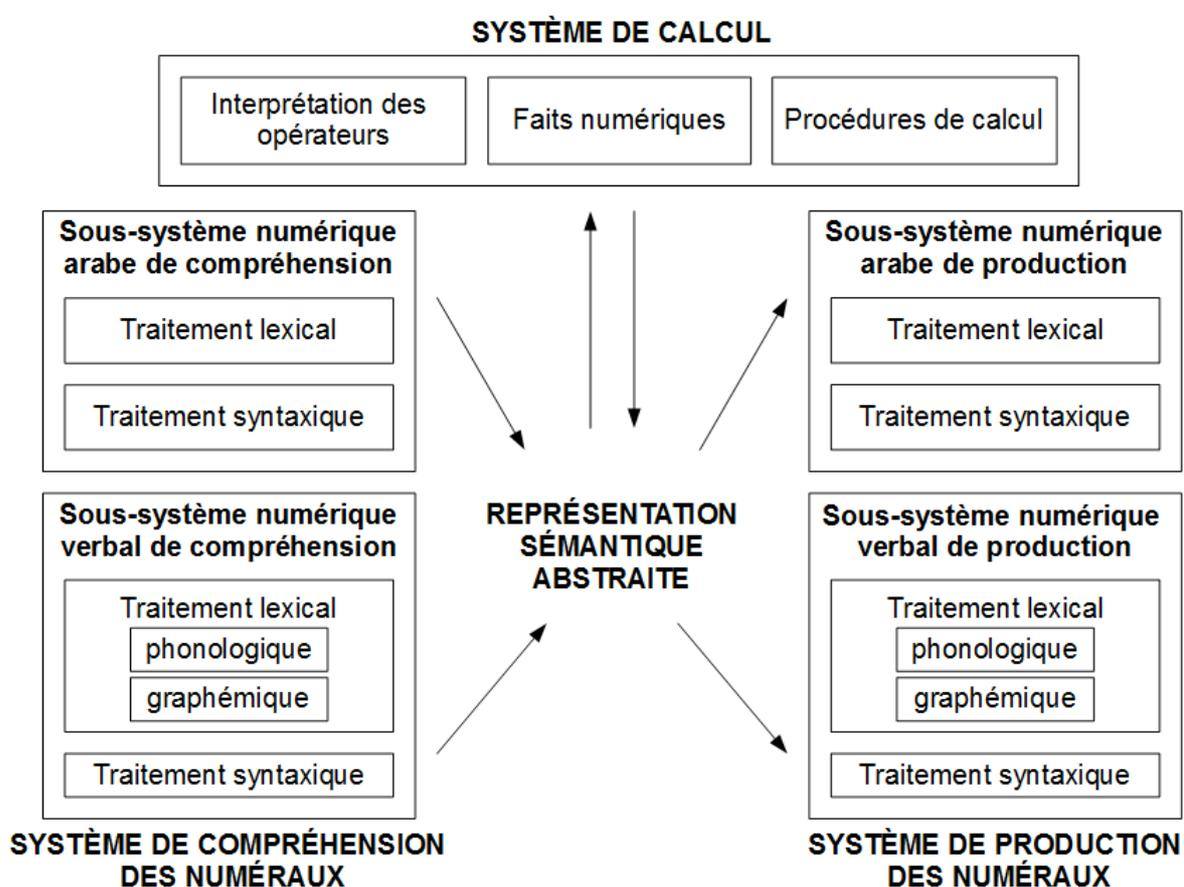 SYSTÈME DE CALCUL
Interprétation des
opérateurs
Faits numériques
Procédures de calcul
Sous-système numérique
arabe de compréhension
Traitement lexical
Traitement syntaxique
Sous-système numérique
verbal de compréhension
Traitement lexical
phonologique
graphémique
Traitement syntaxique
SYSTÈME DE COMPRÉHENSION
DES NUMÉRAUX
REPRÉSENTATION
SÉMANTIQUE
ABSTRAITE
Sous-système numérique
arabe de production
Traitement lexical
Traitement syntaxique
Sous-système numérique
verbal de production
Traitement lexical
phonologique
graphémique
Traitement syntaxique
SYSTÈME DE PRODUCTION
DES NUMÉRAUX